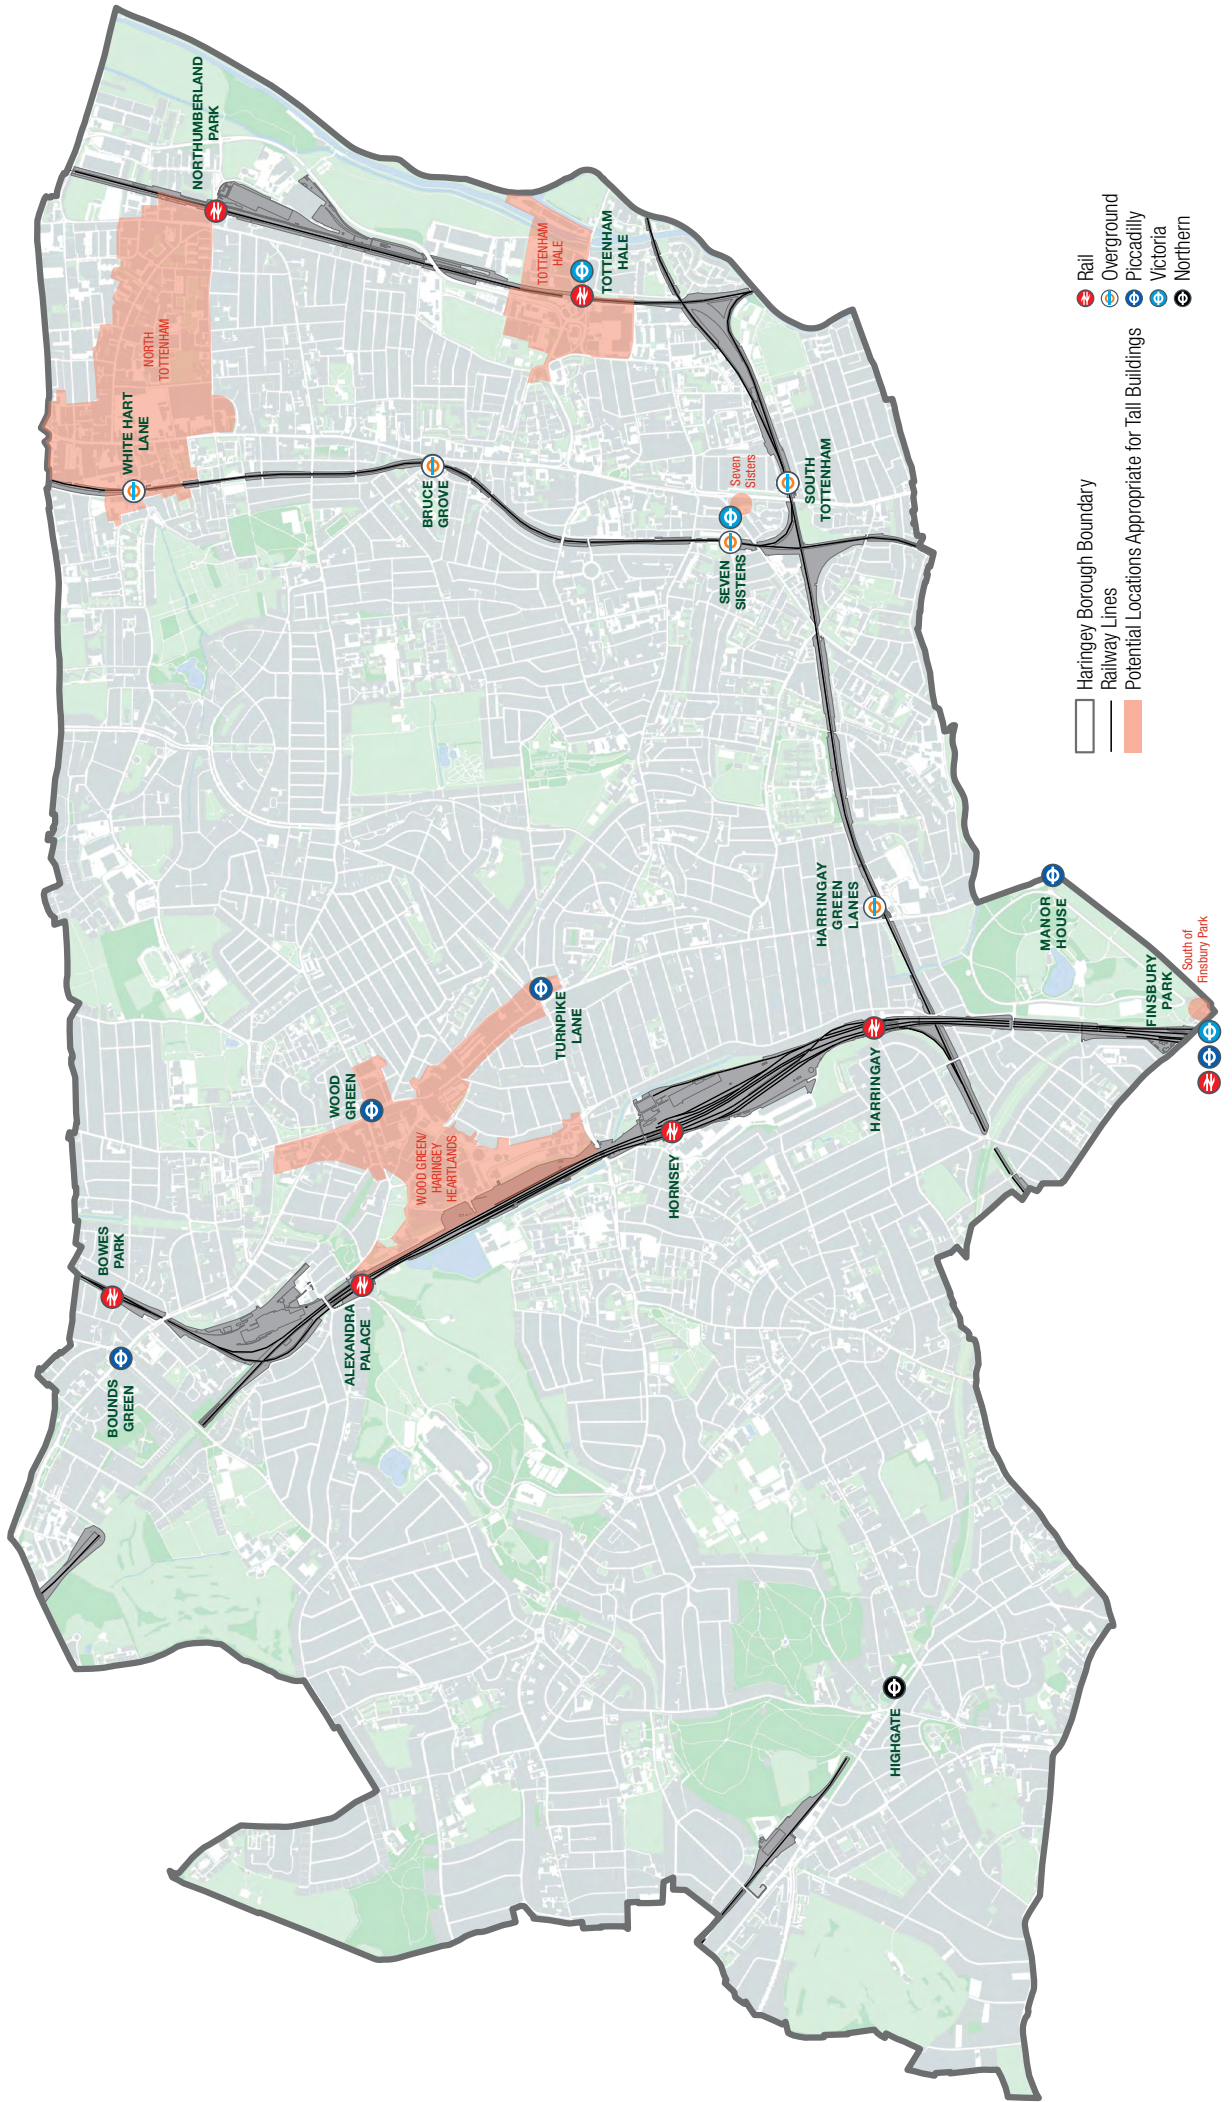 NORTHUMBERLAND
PARK
NORTH
TOTTENHAM
WHITE HART
LANE
TOTTENHAM
HALE
TOTTENHAM
HALE
BRUCE
GROVE
Seven
Sisters
SEVEN
SISTERS
SOUTH
TOTTENHAM
HARRINGAY
GREEN
LANES
MANOR
HOUSE
FINSBURY
PARK
South of
Finsbury Park
TURNPIKE
LANE
WOOD
GREEN
WOOD GREEN/
HARINGEY
HEARTLANDS
HARRINGAY
HORNSEY
BOWES
PARK
ALEXANDRA
PALACE
BOUNDS
GREEN
HIGHGATE
Haringey Borough Boundary
Railway Lines
Potential Locations Appropriate for Tall Buildings
Rail
Overground
Piccadilly
Victoria
Northern